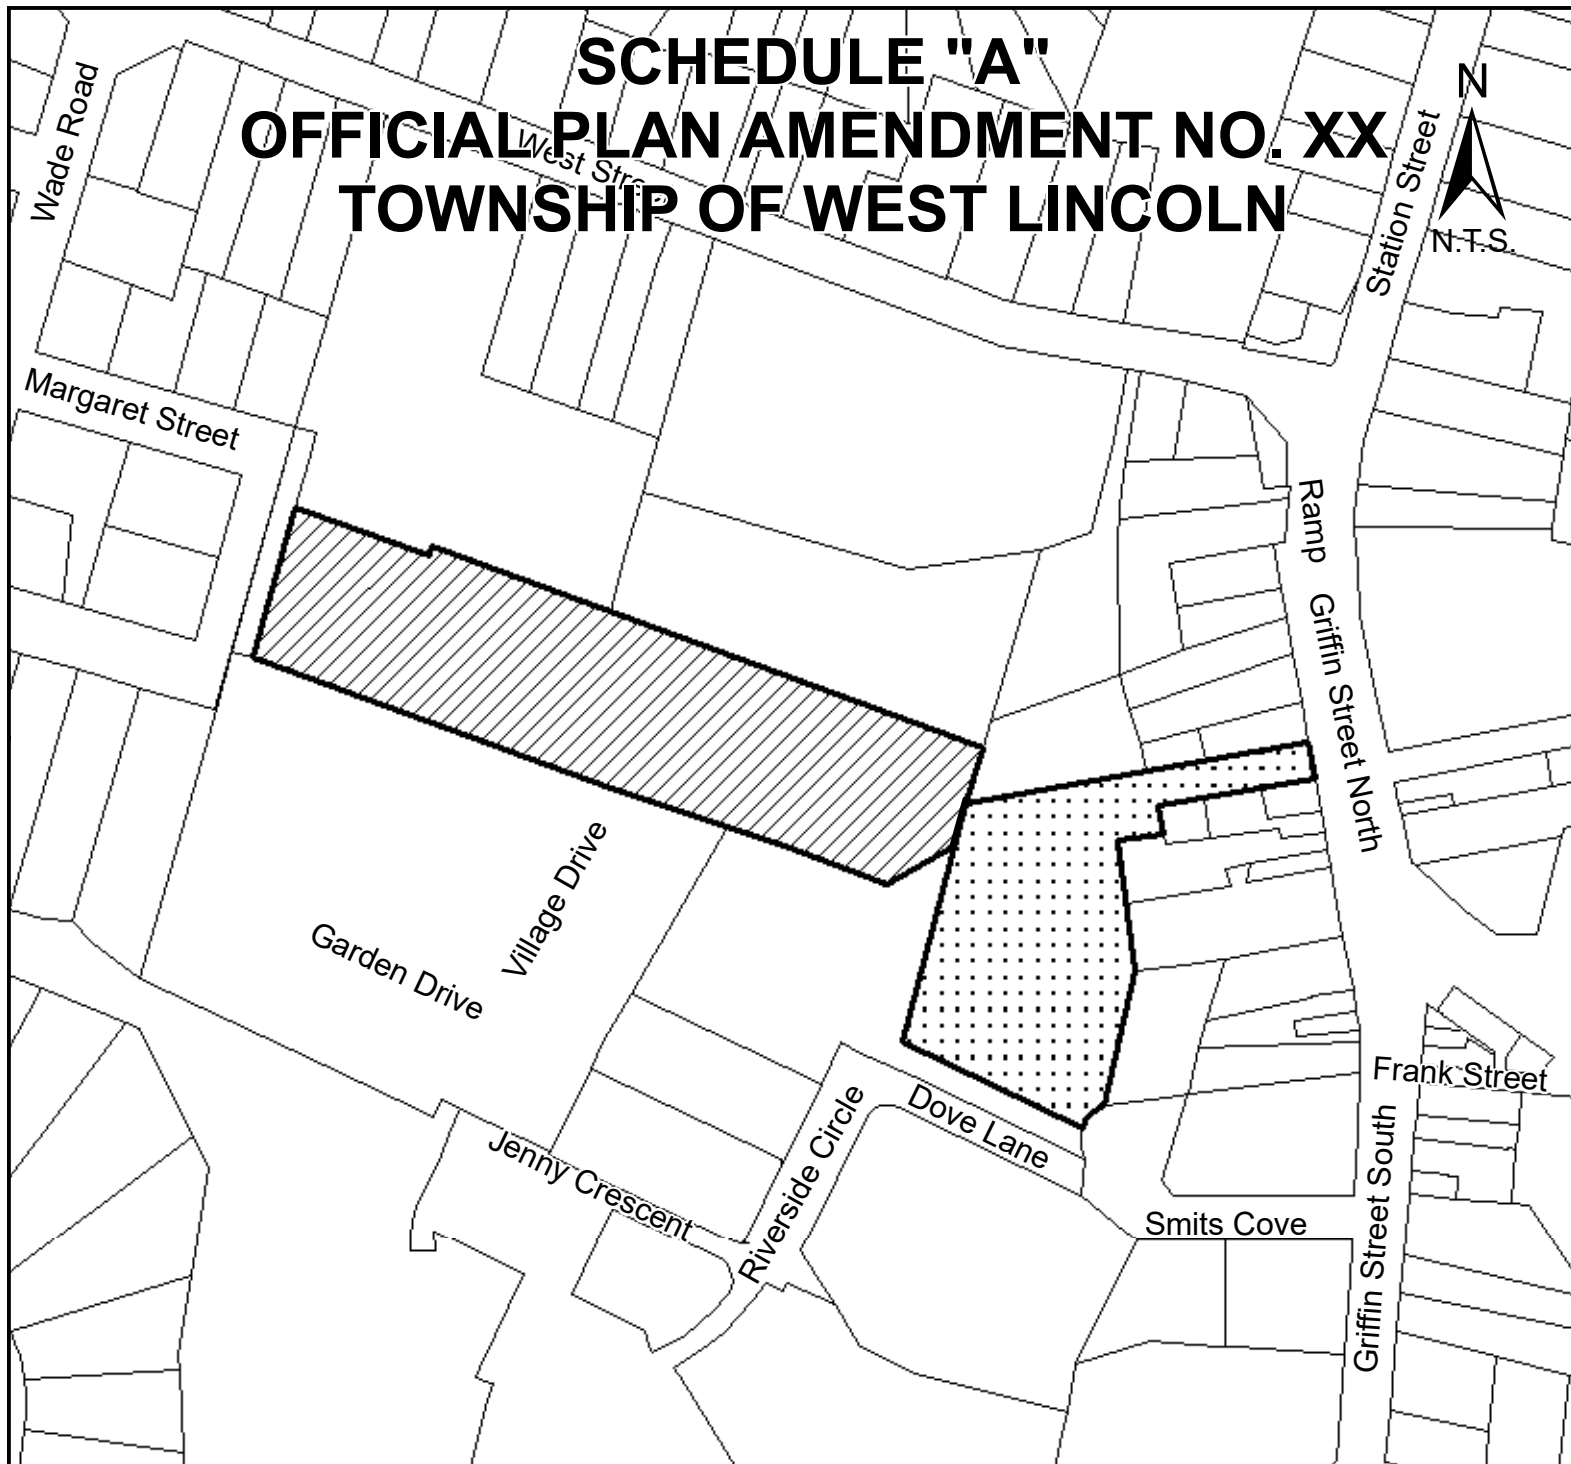 SCHEDULE "A"
OFFICIAL PLAN AMENDMENT NO. XX
TOWNSHIP OF WEST LINCOLN
N
N.T.S.
Wade Road
West Stre
Station Street
Margaret Street
Ramp
Griffin Street North
Village Drive
Garden Drive
Frank Street
Dove Lane
Jenny Crescent
Riverside Circle
Smits Cove
Griffin Street South